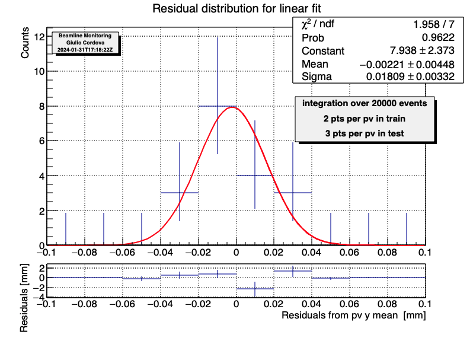 Residual distribution for linear fit
χ² / ndf 1.958 / 7
Prob 0.9622
Constant 7.938 ± 2.373
Mean −0.00221 ± 0.00448
Sigma 0.01809 ± 0.00332
Counts
Beamline Monitoring
Giulio Cordova
2024-01-31T17:18:22Z
integration over 20000 events
2 pts per pv in train
3 pts per pv in test
12
10
8
6
4
2
0
−0.1 −0.08 −0.06 −0.04 −0.02 0 0.02 0.04 0.06 0.08 0.1
Residuals [mm]
2
0
−2
−4
−0.1 −0.08 −0.06 −0.04 −0.02 0 0.02 0.04 0.06 0.08 0.1
Residuals from pv y mean [mm]